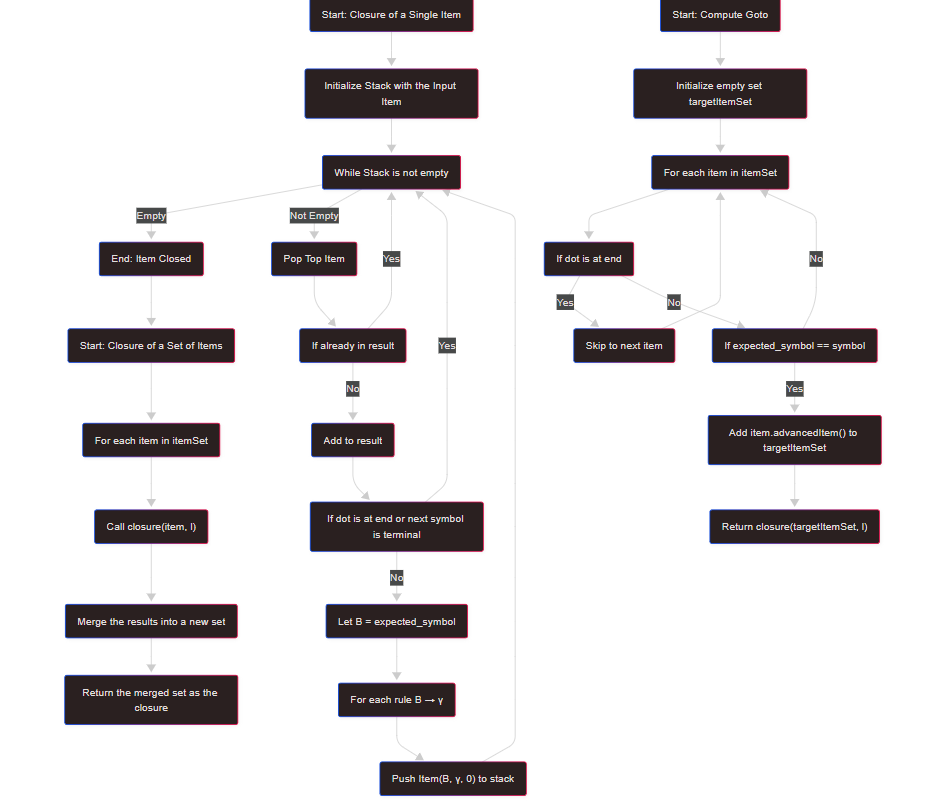 Start: Closure of a Single Item
Initialize Stack with the Input
Item
While Stack is not empty
Empty
Not Empty
End: Item Closed
Pop Top Item
Yes
Start: Closure of a Set of Items
If already in result
Yes
No
For each item in itemSet
Add to result
Call closure(item, I)
If dot is at end or next symbol
is terminal
No
Merge the results into a new set
Let B = expected_symbol
Return the merged set as the
closure
For each rule B → γ
Push Item(B, γ, 0) to stack
Start: Compute Goto
Initialize empty set
targetItemSet
For each item in itemSet
If dot is at end
No
Yes
No
Skip to next item
If expected_symbol == symbol
Yes
Add item.advancedItem() to
targetItemSet
Return closure(targetItemSet, I)